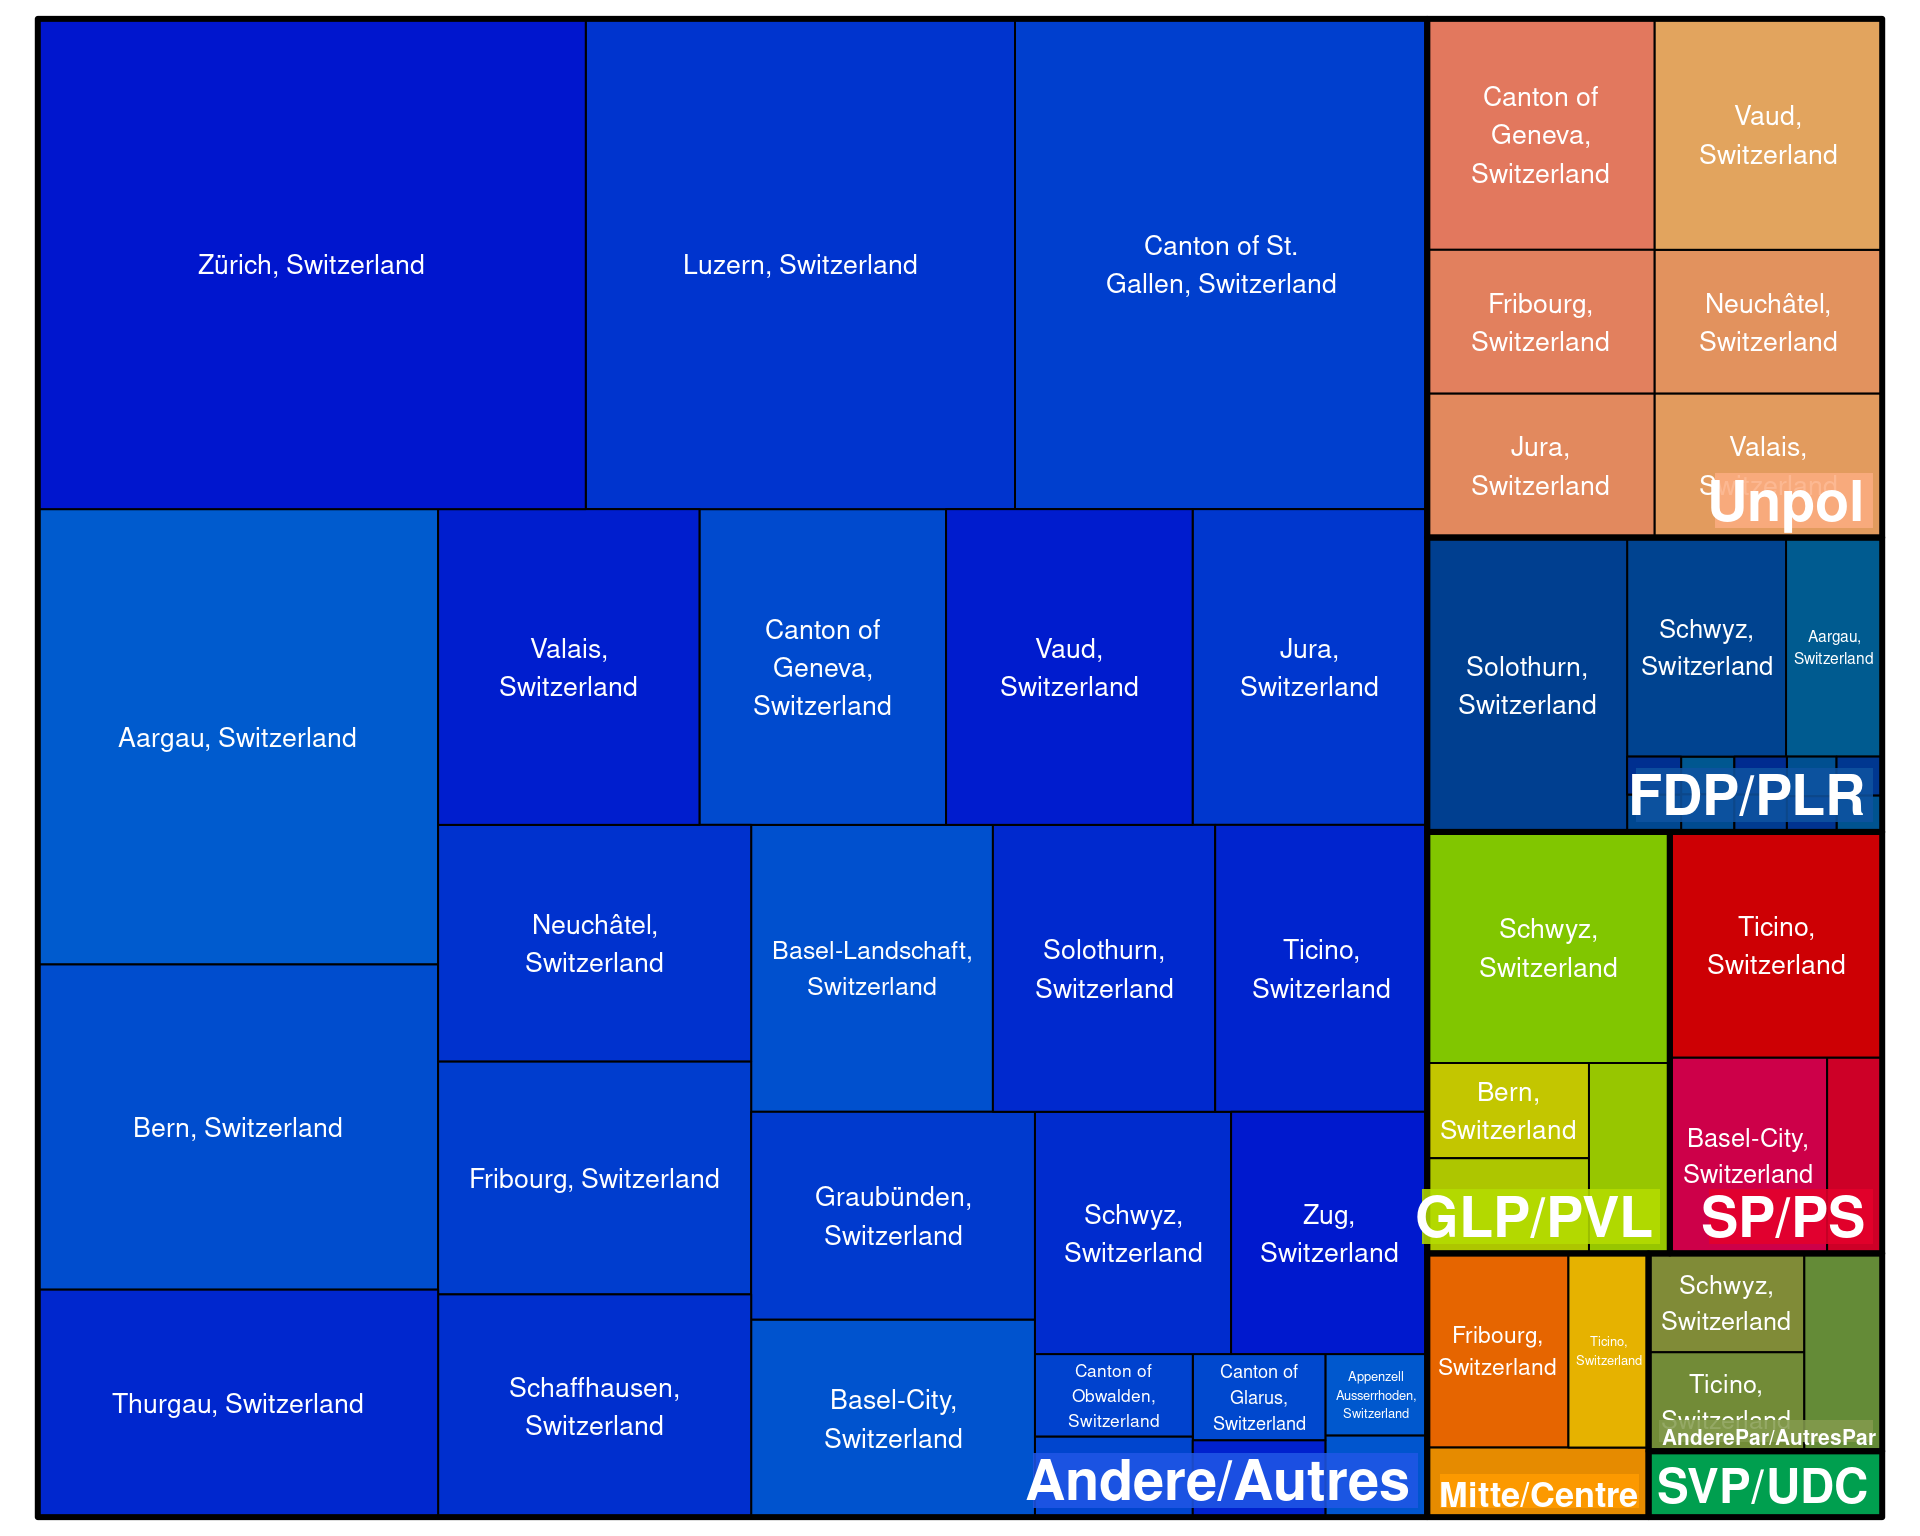 Zürich, Switzerland
Luzern, Switzerland
Canton of St.
Gallen, Switzerland
Aargau, Switzerland
Valais,
Switzerland
Canton of
Geneva,
Switzerland
Vaud,
Switzerland
Jura,
Switzerland
Bern, Switzerland
Neuchâtel,
Switzerland
Basel-Landschaft,
Switzerland
Solothurn,
Switzerland
Ticino,
Switzerland
Fribourg, Switzerland
Graubünden,
Switzerland
Schwyz,
Switzerland
Zug,
Switzerland
Thurgau, Switzerland
Schaffhausen,
Switzerland
Basel-City,
Switzerland
Canton of
Obwalden,
Switzerland
Canton of
Glarus,
Switzerland
Appenzell
Ausserrhoden,
Switzerland
Andere/Autres
Canton of
Geneva,
Switzerland
Vaud,
Switzerland
Fribourg,
Switzerland
Neuchâtel,
Switzerland
Jura,
Switzerland
Valais,
Switzerland
Unpol
Solothurn,
Switzerland
Schwyz,
Switzerland
Aargau,
Switzerland
FDP/PLR
Schwyz,
Switzerland
Bern,
Switzerland
GLP/PVL
Ticino,
Switzerland
Basel-City,
Switzerland
SP/PS
Fribourg,
Switzerland
Ticino,
Switzerland
Mitte/Centre
Schwyz,
Switzerland
Ticino,
Switzerland
AnderePar/AutresPar
SVP/UDC